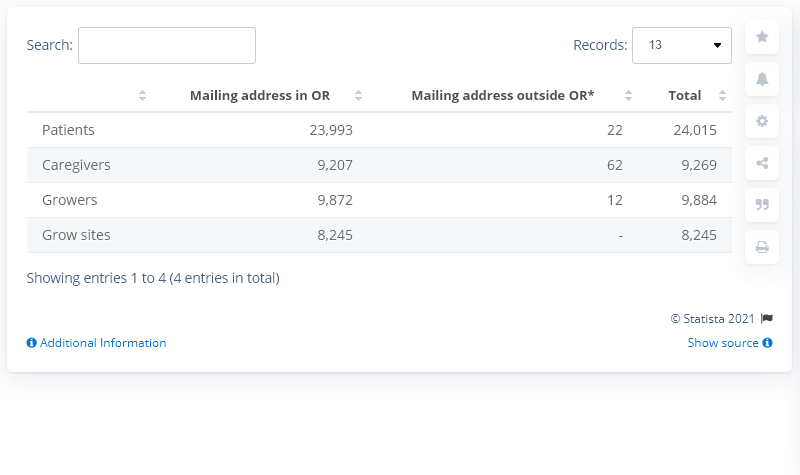 Search: Records: 13
Mailing address in OR Mailing address outside OR* Total
Patients 23,993 22 24,015
Caregivers 9,207 62 9,269
Growers 9,872 12 9,884
Grow sites 8,245 - 8,245
Showing entries 1 to 4 (4 entries in total)
© Statista 2021
Additional Information Show source